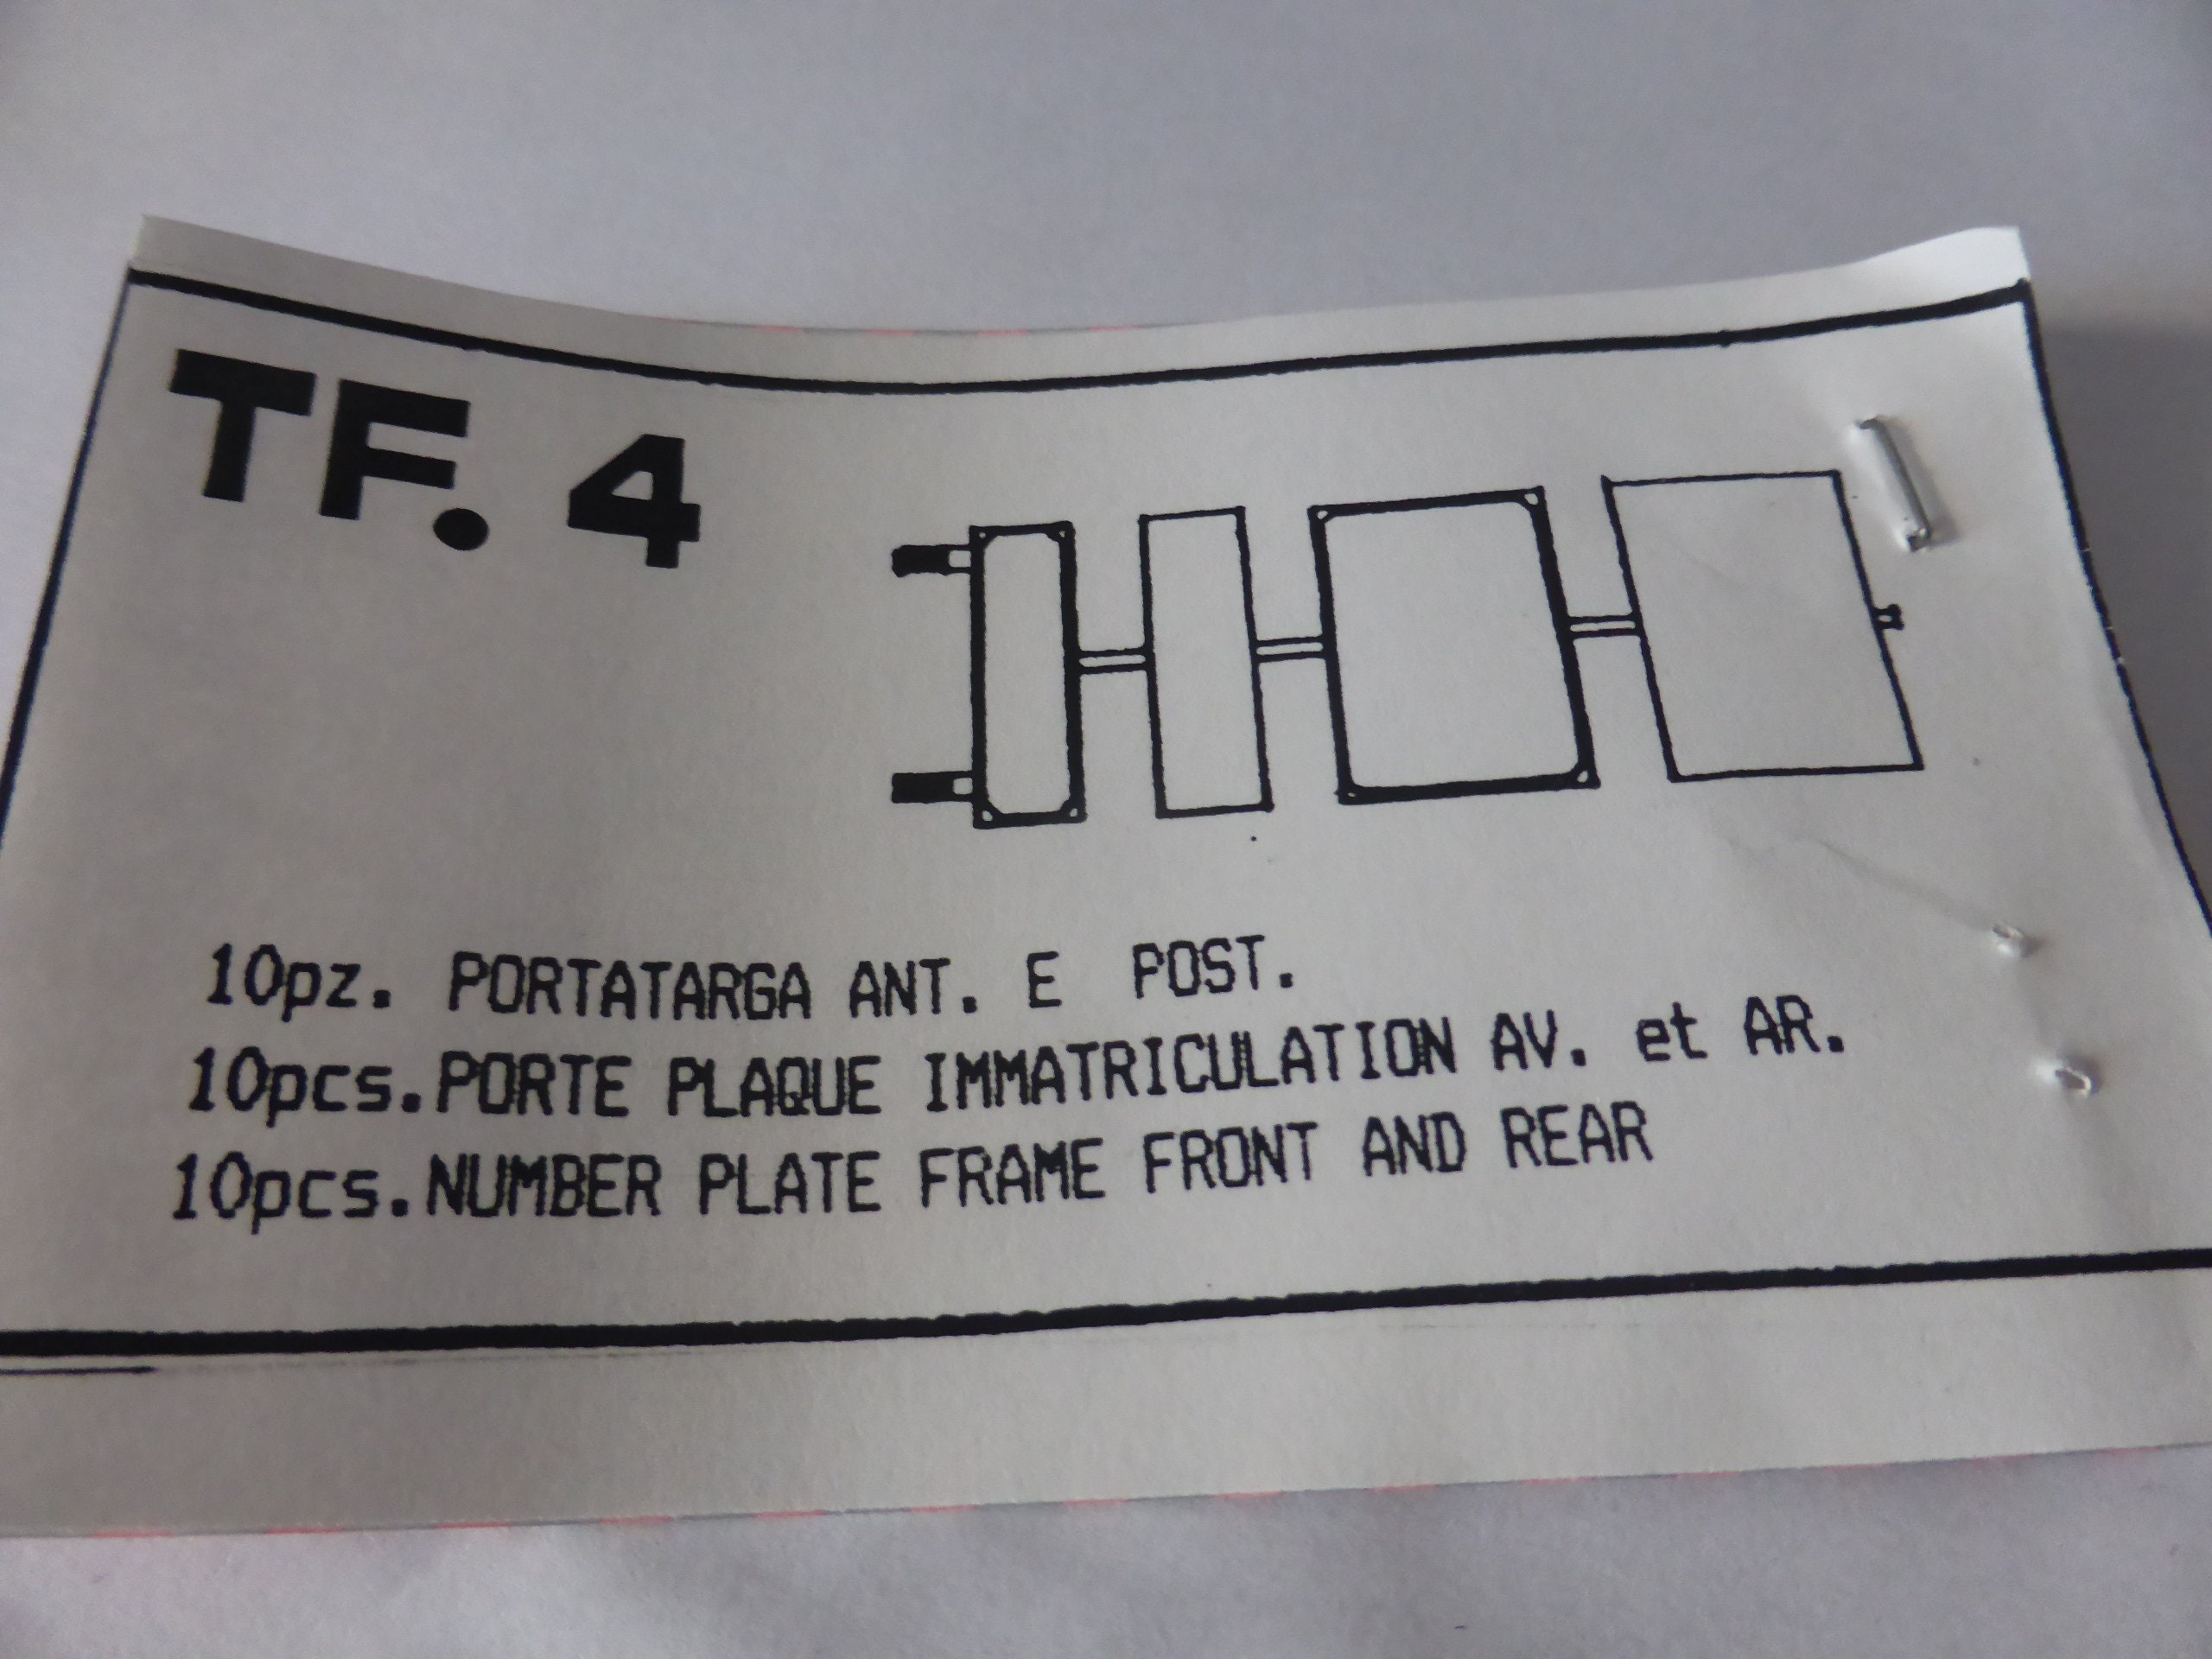 TF. 4
10pz. PORTATARGA ANT. E POST.
10pcs. PORTE PLAQUE IMMATRICULATION AV. et AR.
10pcs. NUMBER PLATE FRAME FRONT AND REAR